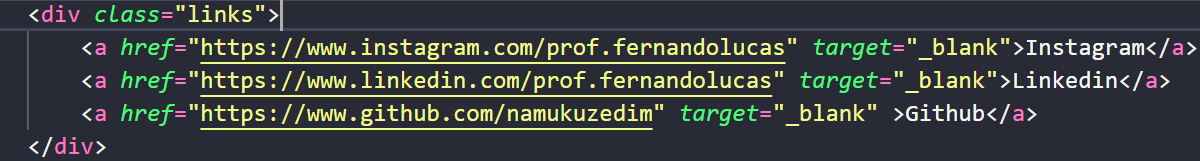 <div class="links">
<a href="https://www.instagram.com/prof.fernandolucas" target="_blank">Instagram</a>
<a href="https://www.linkedin.com/prof.fernandolucas" target="_blank">Linkedin</a>
<a href="https://www.github.com/namukuzedim" target="_blank" >Github</a>
</div>